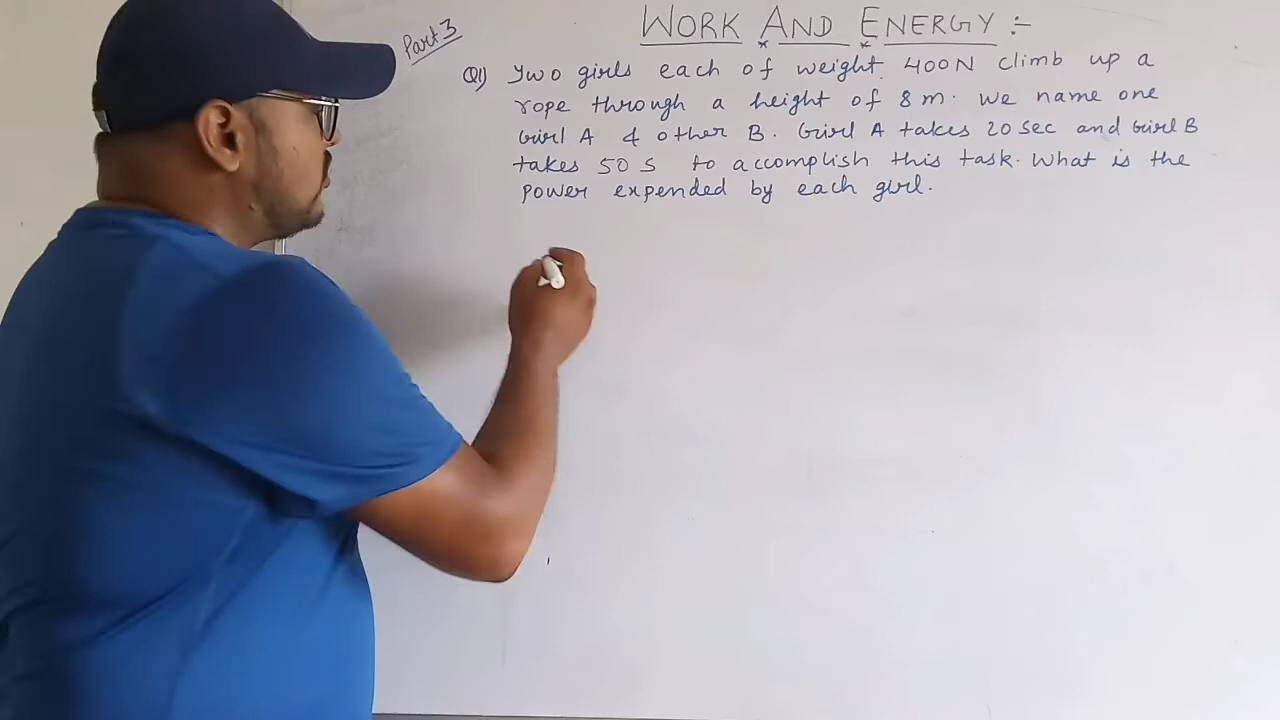 Part 3
WORK AND ENERGY :-
Q1) Two girls each of weight 400N climb up a
rope through a height of 8 m. We name one
Girl A & other B. Girl A takes 20 sec and Girl B
takes 50 s to accomplish this task. What is the
power expended by each girl.